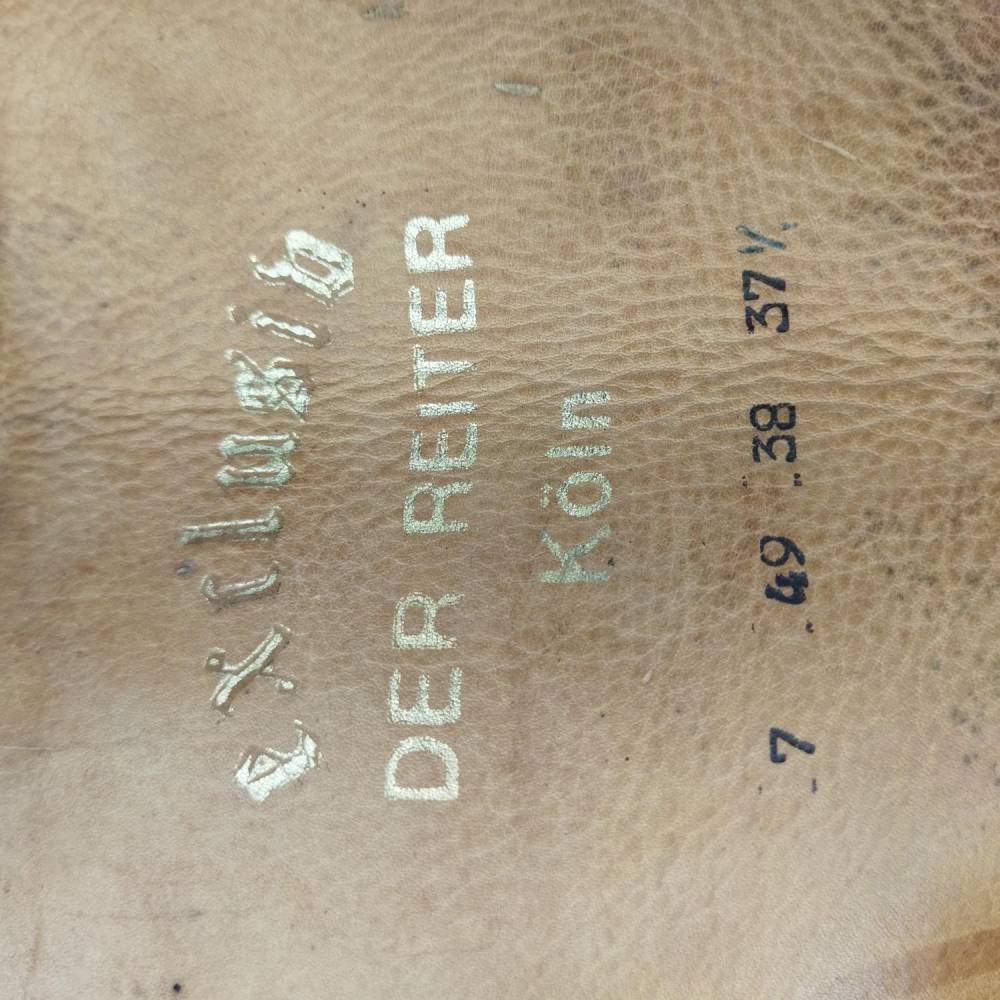 exclusiv
DER REITER
Köln
7 49 38 37½